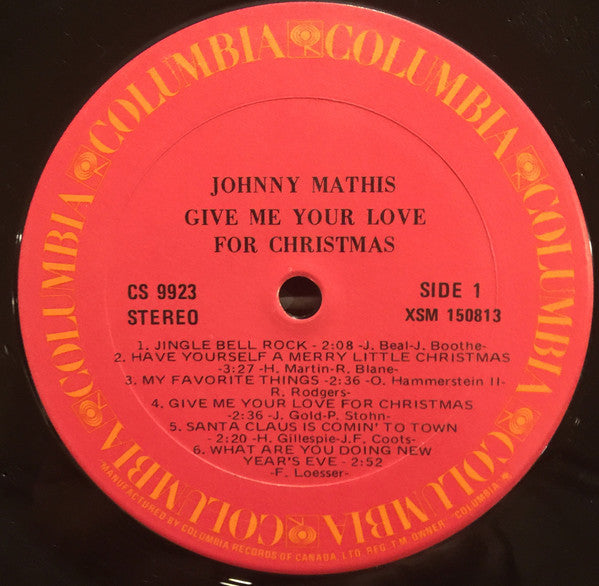 COLUMBIA COLUMBIA COLUMBIA COLUMBIA COLUMBIA COLUMBIA COLUMBIA COLUMBIA
JOHNNY MATHIS
GIVE ME YOUR LOVE
FOR CHRISTMAS
CS 9923
STEREO
SIDE 1
XSM 150813
1. JINGLE BELL ROCK - 2:08 -J. Beal-J. Boothe-
2. HAVE YOURSELF A MERRY LITTLE CHRISTMAS
-3:27 -H. Martin-R. Blane-
3. MY FAVORITE THINGS - 2:36 -O. Hammerstein II-
R. Rodgers-
4. GIVE ME YOUR LOVE FOR CHRISTMAS
-2:36 -J. Gold-P. Stohn-
5. SANTA CLAUS IS COMIN' TO TOWN
- 2:20 -H. Gillespie-J.F. Coots-
6. WHAT ARE YOU DOING NEW
YEAR'S EVE - 2:52
-F. Loesser-
MANUFACTURED BY COLUMBIA RECORDS OF CANADA, LTD. REG. T.M. OWNER. COLUMBIA